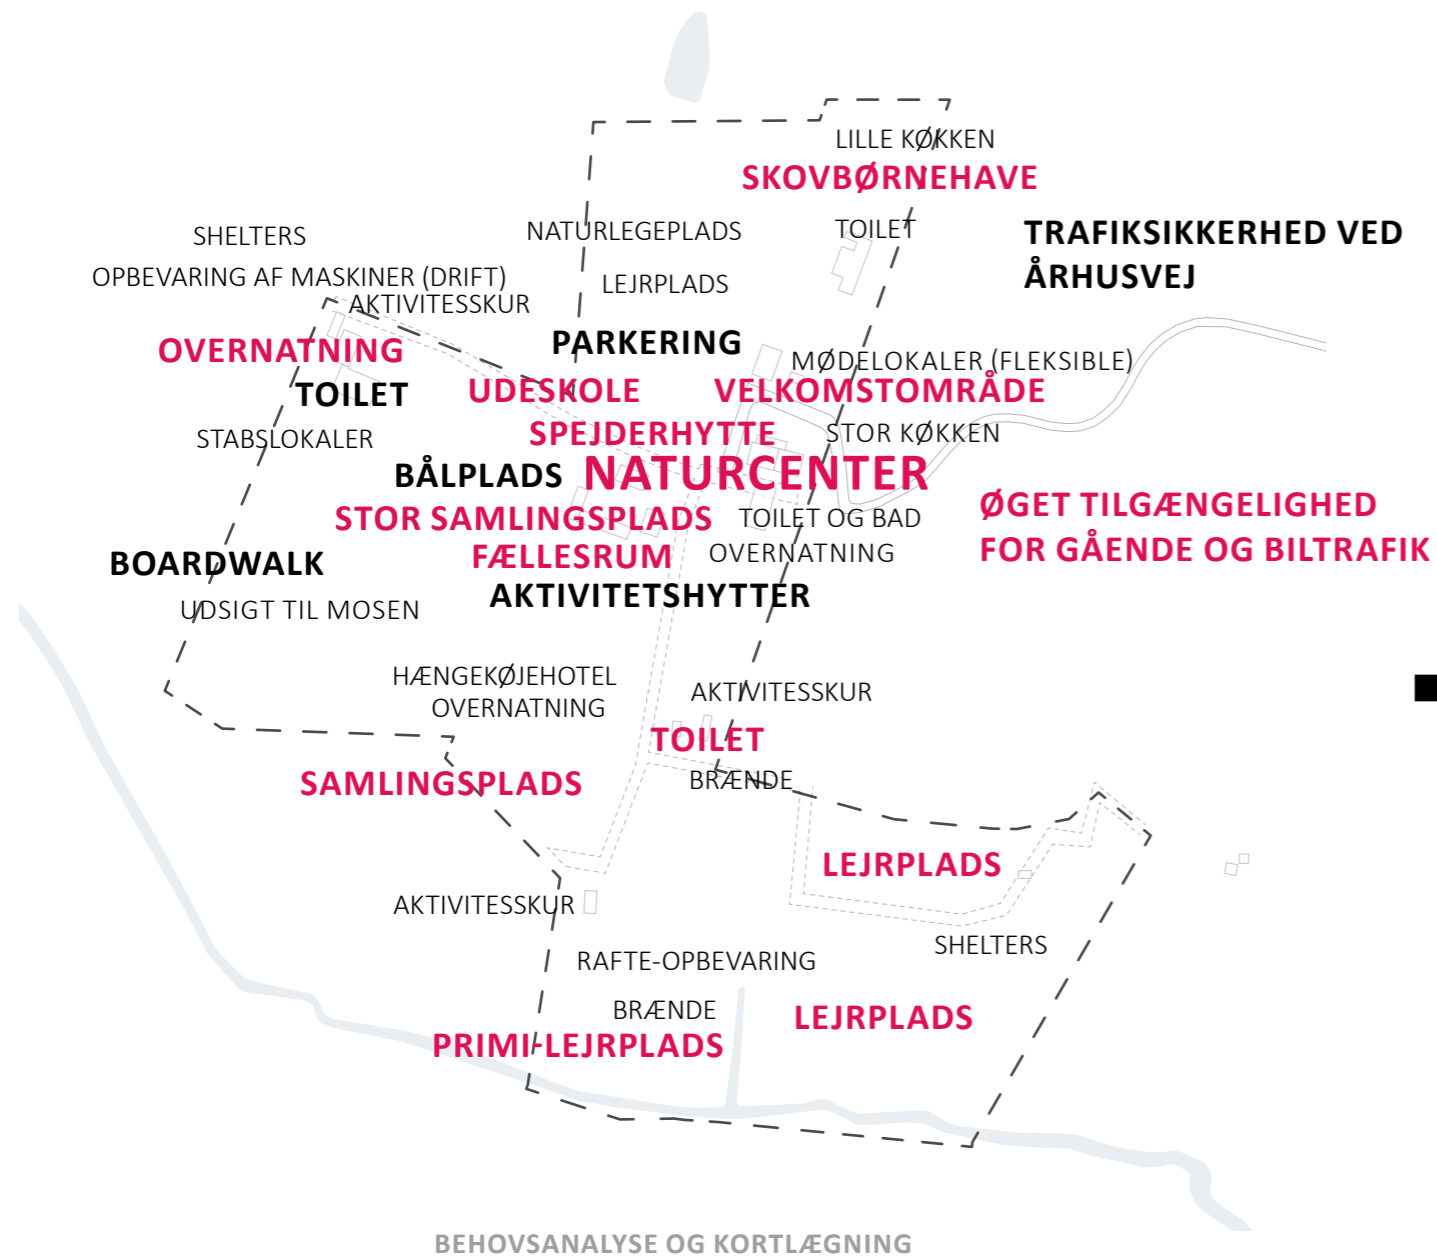 LILLE KØKKEN
SKOVBØRNEHAVE
NATURLEGEPLADS
TOILET
SHELTERS
TRAFIKSIKKERHED VED
ÅRHUSVEJ
OPBEVARING AF MASKINER (DRIFT)
LEJRPLADS
AKTIVITESSKUR
PARKERING
OVERNATNING
MØDELOKALER (FLEKSIBLE)
TOILET
UDESKOLE
VELKOMSTOMRÅDE
STABSLOKALER
SPEJDERHYTTE
STOR KØKKEN
BÅLPLADS
NATURCENTER
STOR SAMLINGSPLADS
TOILET OG BAD
ØGET TILGÆNGELIGHED
FOR GÅENDE OG BILTRAFIK
FÆLLESRUM
OVERNATNING
BOARDWALK
AKTIVITETSHYTTER
UDSIGT TIL MOSEN
HÆNGEKØJEHOTEL
OVERNATNING
AKTIVITESSKUR
TOILET
SAMLINGSPLADS
BRÆNDE
LEJRPLADS
AKTIVITESSKUR
SHELTERS
RAFTE-OPBEVARING
BRÆNDE
LEJRPLADS
PRIMI-LEJRPLADS
BEHOVSANALYSE OG KORTLÆGNING